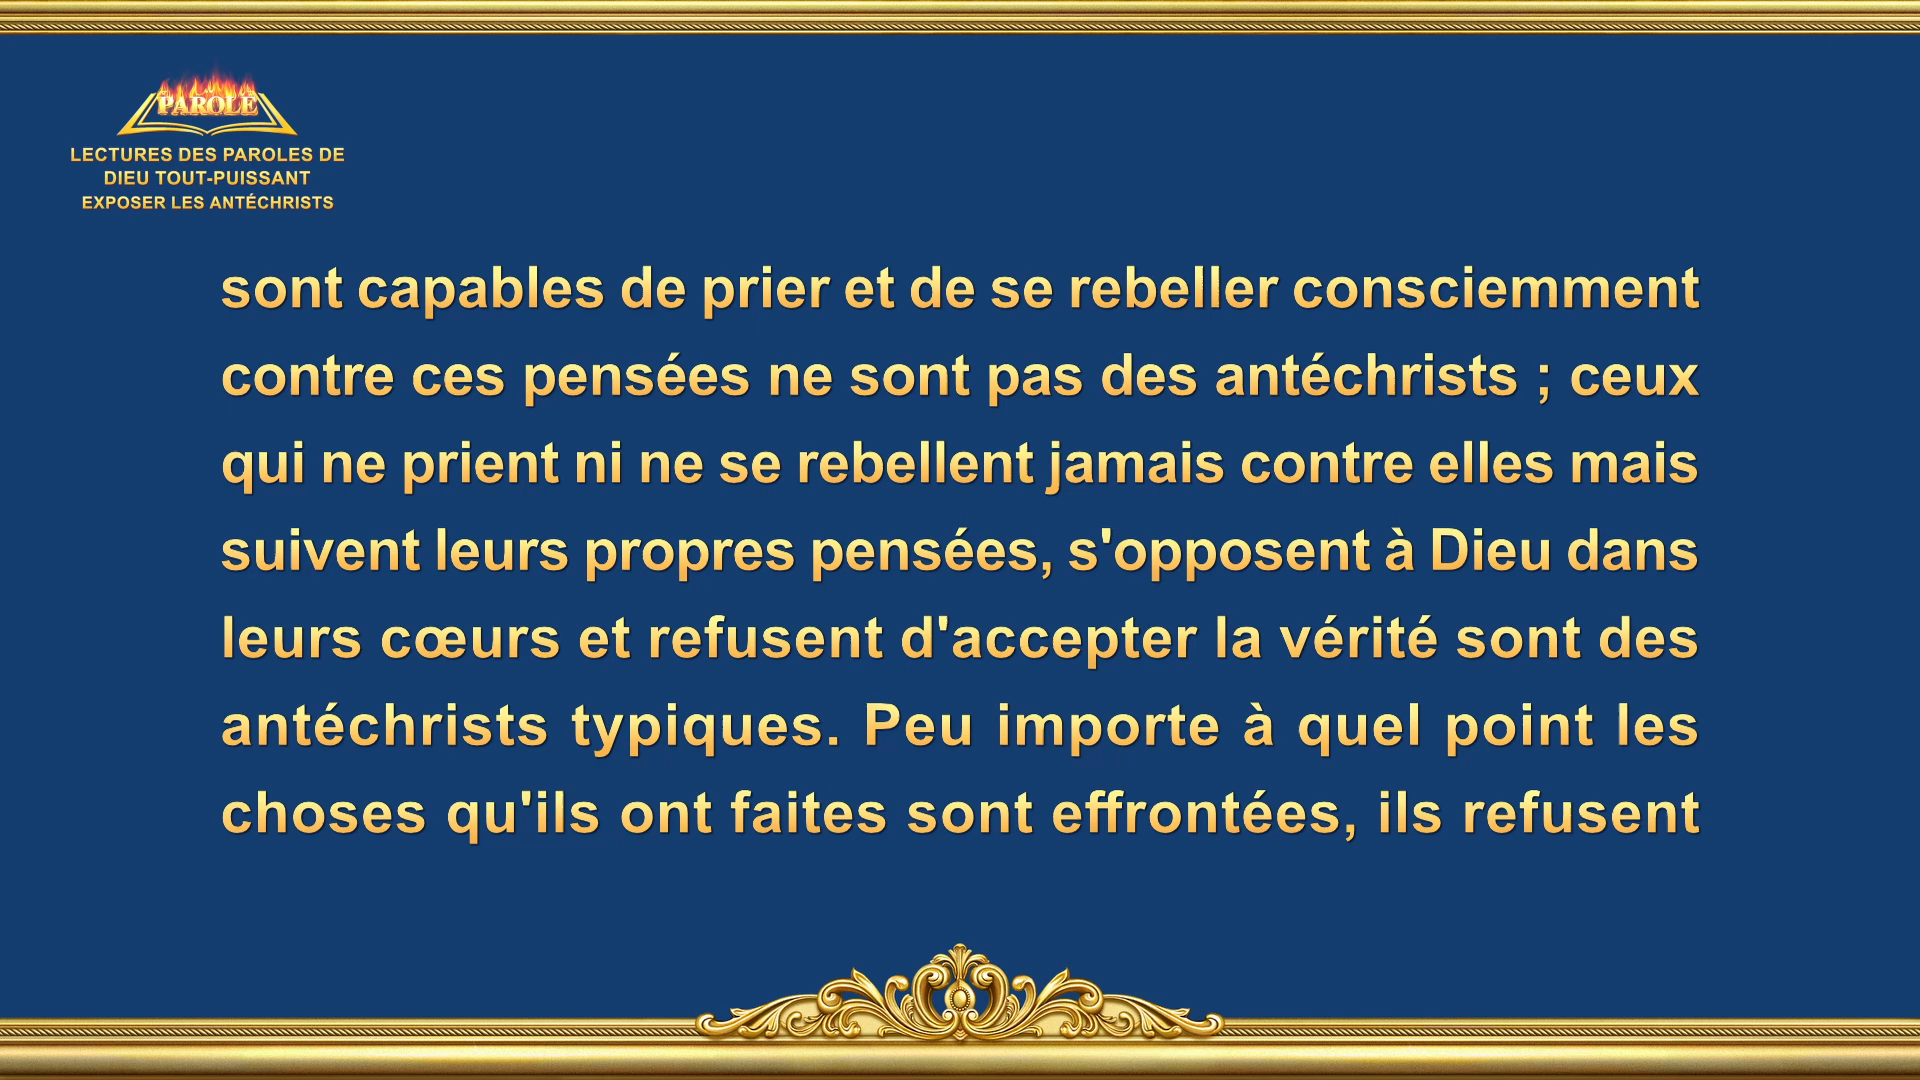 PAROLE
LECTURES DES PAROLES DE
DIEU TOUT-PUISSANT
EXPOSER LES ANTÉCHRISTS
sont capables de prier et de se rebeller consciemment
contre ces pensées ne sont pas des antéchrists ; ceux
qui ne prient ni ne se rebellent jamais contre elles mais
suivent leurs propres pensées, s'opposent à Dieu dans
leurs cœurs et refusent d'accepter la vérité sont des
antéchrists typiques. Peu importe à quel point les
choses qu'ils ont faites sont effrontées, ils refusent